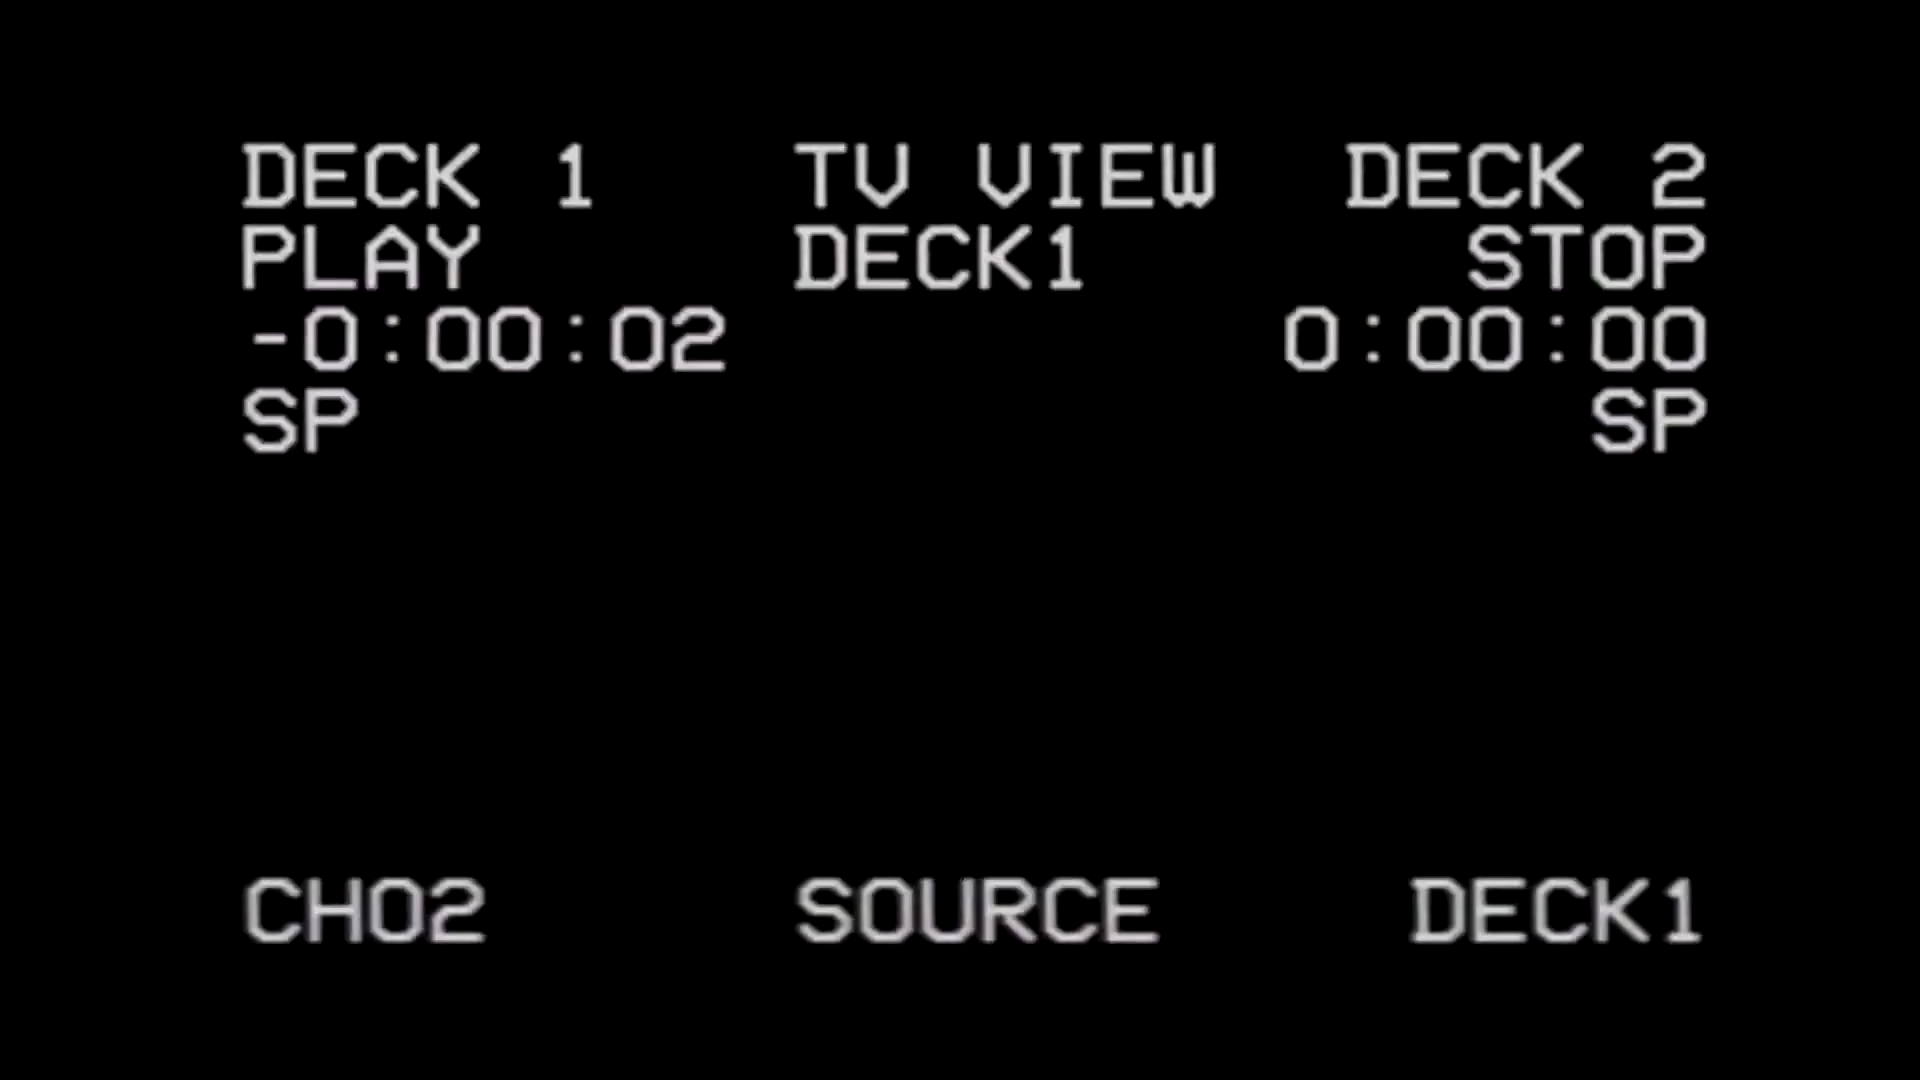 DECK 1 TV VIEW DECK 2
PLAY DECK1 STOP
-0:00:02 0:00:00
SP SP
CH02 SOURCE DECK1